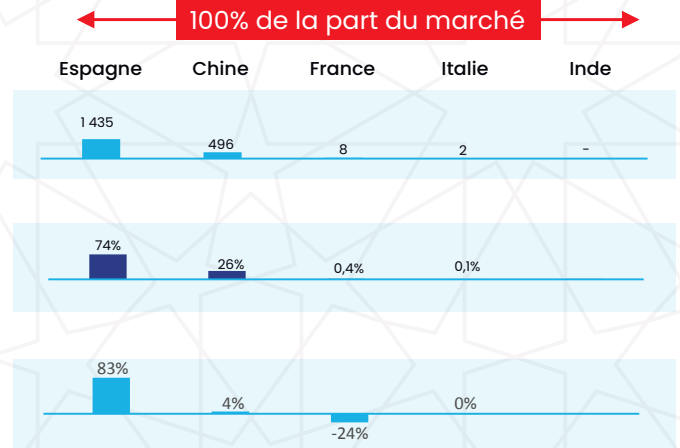 100% de la part du marché
Espagne Chine France Italie Inde
1 435 496 8 2 -
74% 26% 0,4% 0,1%
83% 4% -24% 0%